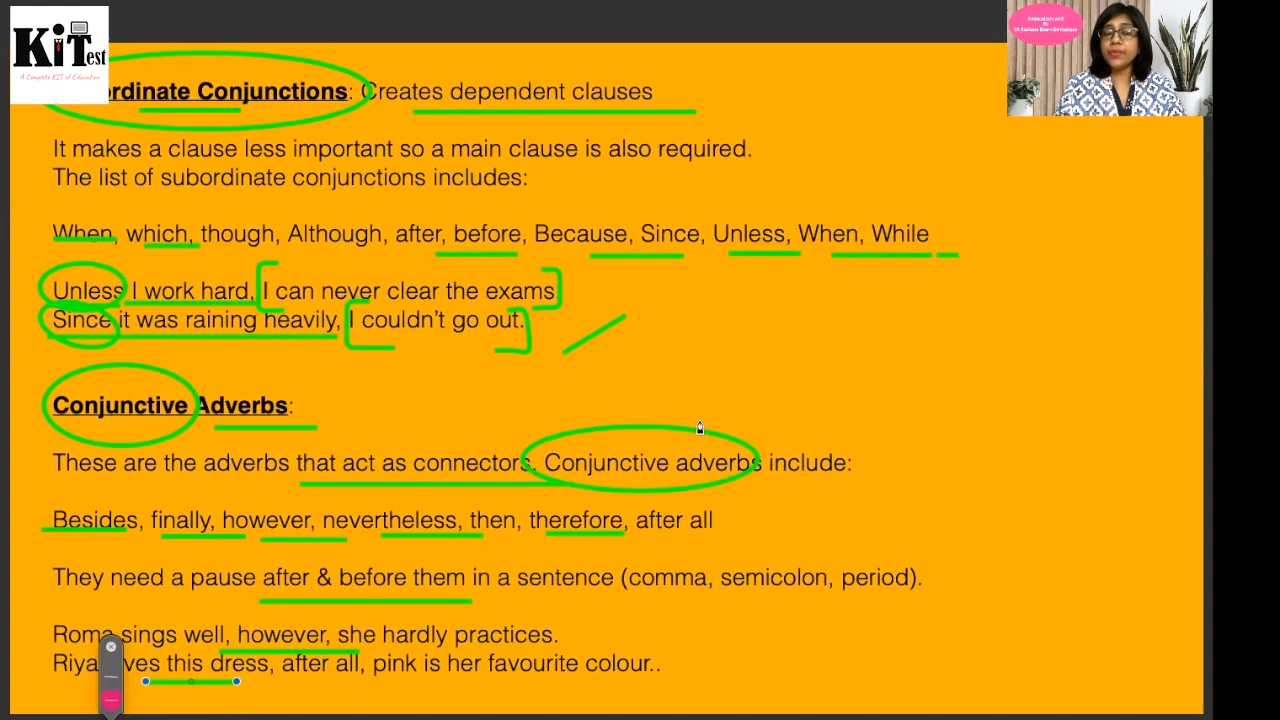 KiTest
A Complete KIT of Education
ordinate Conjunctions: Creates dependent clauses
It makes a clause less important so a main clause is also required.
The list of subordinate conjunctions includes:
When, which, though, Although, after, before, Because, Since, Unless, When, While
Unless I work hard, I can never clear the exams
Since it was raining heavily, I couldn't go out.
Conjunctive Adverbs:
These are the adverbs that act as connectors. Conjunctive adverbs include:
Besides, finally, however, nevertheless, then, therefore, after all
They need a pause after & before them in a sentence (comma, semicolon, period).
Roma sings well, however, she hardly practices.
Riya ves this dress, after all, pink is her favourite colour..